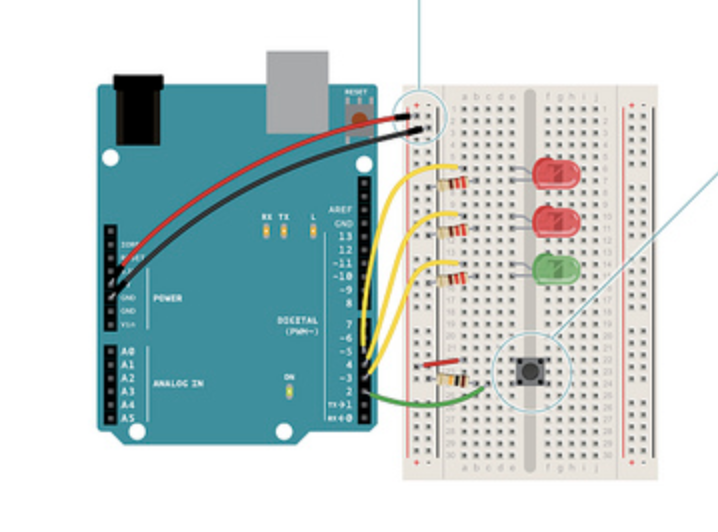 RESET
AREF
GND
RX TX L
13
12
~11
~10
~9
8
IOREF
RESET
GND
GND
Vin
POWER
DIGITAL
(PWM~)
7
~6
~5
4
~3
2
TX→1
RX←0
A0
A1
A2
A3
A4
A5
ANALOG IN
ON
+ -
+ -
a b c d e
f g h i j
a b c d e
f g h i j
+ -
+ -